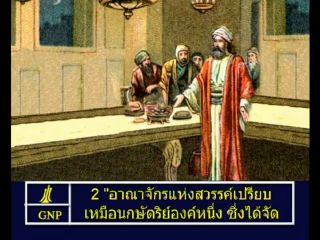 2 "อาณาจักรแห่งสวรรค์เปรียบ
เหมือนกษัตริย์องค์หนึ่ง ซึ่งได้จัด
GNP